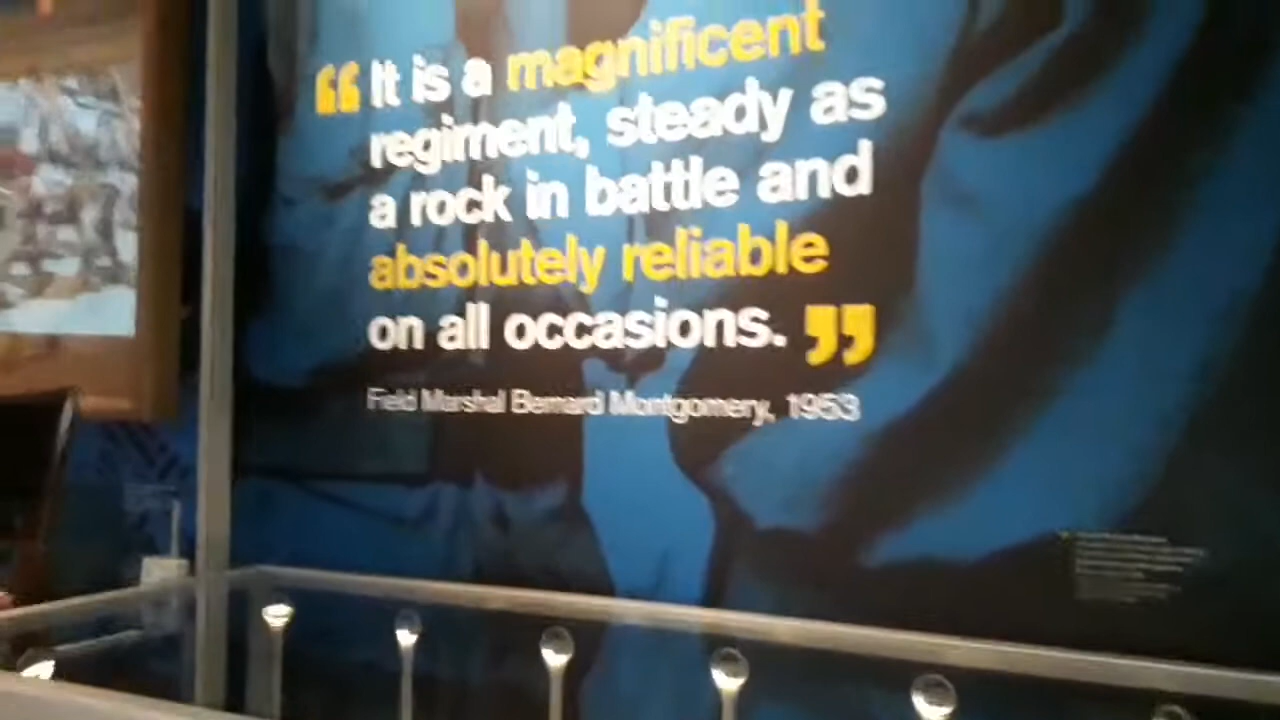 “It is a magnificent
regiment, steady as
a rock in battle and
absolutely reliable
on all occasions.”
Field Marshal Bernard Montgomery, 1953